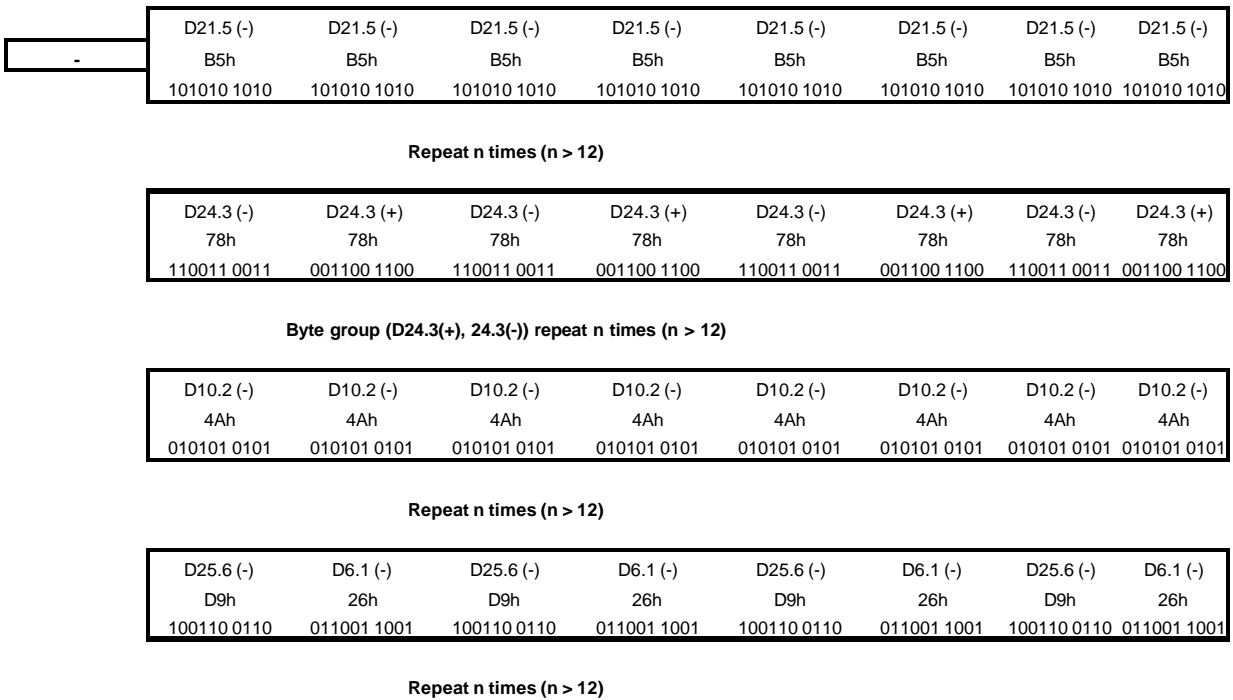 D21.5 (-) D21.5 (-) D21.5 (-) D21.5 (-) D21.5 (-) D21.5 (-) D21.5 (-) D21.5 (-)
- B5h B5h B5h B5h B5h B5h B5h B5h
101010 1010 101010 1010 101010 1010 101010 1010 101010 1010 101010 1010 101010 1010 101010 1010
Repeat n times (n > 12)
D24.3 (-) D24.3 (+) D24.3 (-) D24.3 (+) D24.3 (-) D24.3 (+) D24.3 (-) D24.3 (+)
78h 78h 78h 78h 78h 78h 78h 78h
110011 0011 001100 1100 110011 0011 001100 1100 110011 0011 001100 1100 110011 0011 001100 1100
Byte group (D24.3(+), 24.3(-)) repeat n times (n > 12)
D10.2 (-) D10.2 (-) D10.2 (-) D10.2 (-) D10.2 (-) D10.2 (-) D10.2 (-) D10.2 (-)
4Ah 4Ah 4Ah 4Ah 4Ah 4Ah 4Ah 4Ah
010101 0101 010101 0101 010101 0101 010101 0101 010101 0101 010101 0101 010101 0101 010101 0101
Repeat n times (n > 12)
D25.6 (-) D6.1 (-) D25.6 (-) D6.1 (-) D25.6 (-) D6.1 (-) D25.6 (-) D6.1 (-)
D9h 26h D9h 26h D9h 26h D9h 26h
100110 0110 011001 1001 100110 0110 011001 1001 100110 0110 011001 1001 100110 0110 011001 1001
Repeat n times (n > 12)